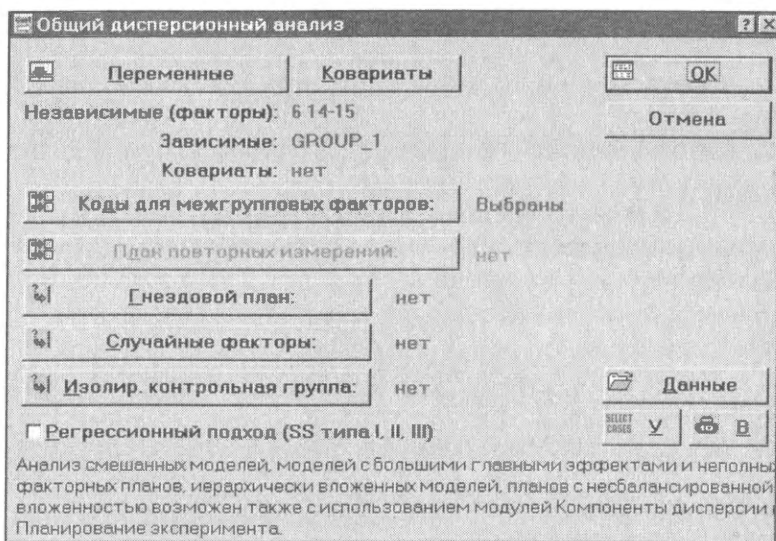 Общий дисперсионный анализ
Переменные Ковариаты OK
Независимые (факторы): 6 14-15 Отмена
Зависимые: GROUP_1
Ковариаты: нет
Коды для межгрупповых факторов: Выбраны
План повторных измерений: нет
Гнездовой план: нет
Случайные факторы: нет
Изолир. контрольная группа: нет Данные
Регрессионный подход (SS типа I, II, III) SELECT CASES У В
Анализ смешанных моделей, моделей с большими главными эффектами и неполны
факторных планов, иерархически вложенных моделей, планов с несбалансированной
вложенностью возможен также с использованием модулей Компоненты дисперсии
Планирование эксперимента.